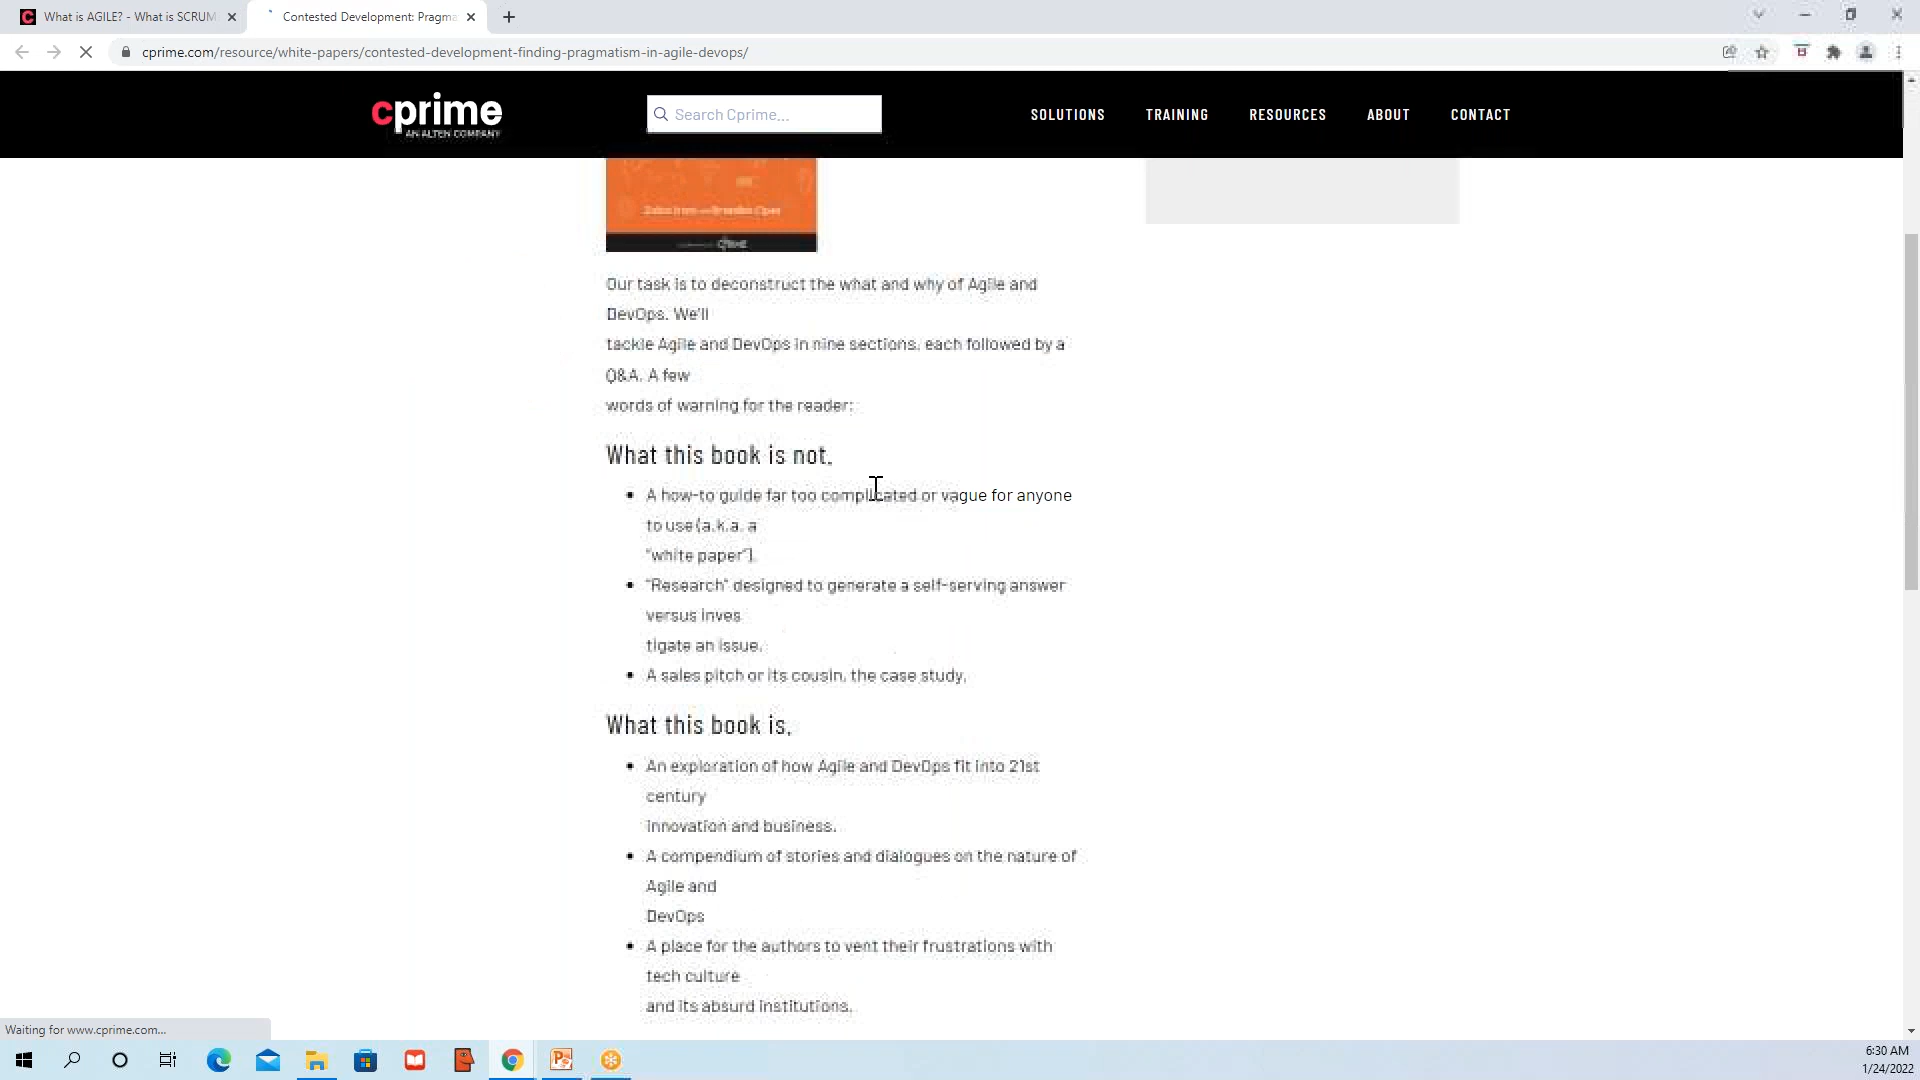 What is AGILE? - What is SCRUM
Contested Development: Pragma
cprime.com/resource/white-papers/contested-development-finding-pragmatism-in-agile-devops/
cprime
AN ALTEN COMPANY
Search Cprime...
SOLUTIONS
TRAINING
RESOURCES
ABOUT
CONTACT
cprime
Our task is to deconstruct the what and why of Agile and
DevOps. We'll
tackle Agile and DevOps in nine sections, each followed by a
Q&A. A few
words of warning for the reader:
What this book is not,
A how-to guide far too complicated or vague for anyone
to use (a.k.a. a
"white paper").
"Research" designed to generate a self-serving answer
versus inves
tigate an issue.
A sales pitch or its cousin, the case study.
What this book is,
An exploration of how Agile and DevOps fit into 21st
century
innovation and business.
A compendium of stories and dialogues on the nature of
Agile and
DevOps
A place for the authors to vent their frustrations with
tech culture
and its absurd institutions.
Waiting for www.cprime.com...
6:30 AM
1/24/2022